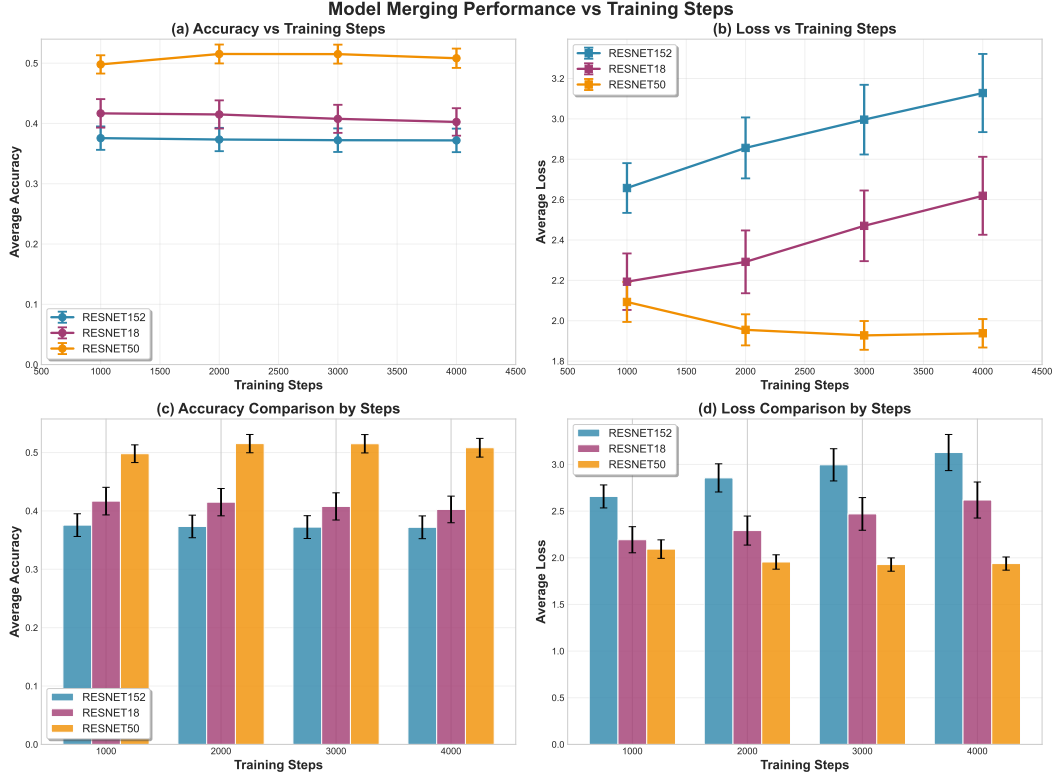 Model Merging Performance vs Training Steps
(a) Accuracy vs Training Steps
0.5
0.4
0.3
0.2
0.1
0.0
Average Accuracy
RESNET152
RESNET18
RESNET50
500 1000 1500 2000 2500 3000 3500 4000 4500
Training Steps
(b) Loss vs Training Steps
RESNET152
RESNET18
RESNET50
3.2
3.0
2.8
2.6
2.4
2.2
2.0
1.8
Average Loss
500 1000 1500 2000 2500 3000 3500 4000 4500
Training Steps
(c) Accuracy Comparison by Steps
0.5
0.4
0.3
0.2
0.1
0.0
Average Accuracy
RESNET152
RESNET18
RESNET50
1000 2000 3000 4000
Training Steps
(d) Loss Comparison by Steps
RESNET152
RESNET18
RESNET50
3.0
2.5
2.0
1.5
1.0
0.5
0.0
Average Loss
1000 2000 3000 4000
Training Steps